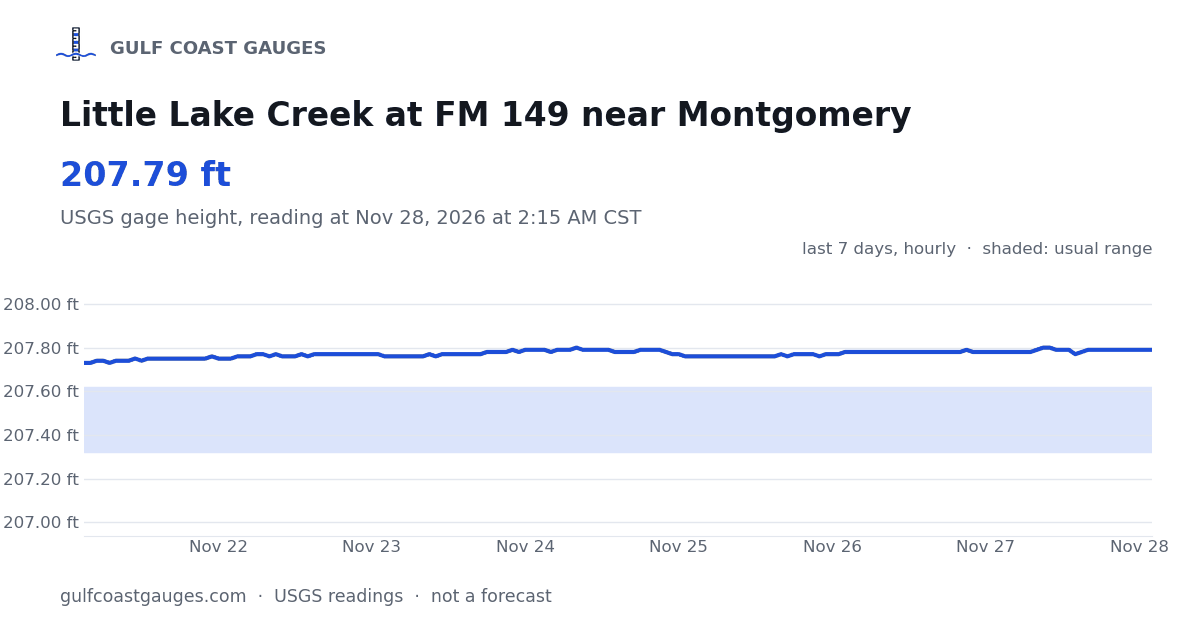 GULF COAST GAUGES
Little Lake Creek at FM 149 near Montgomery
207.79 ft
USGS gage height, reading at Nov 28, 2026 at 2:15 AM CST
last 7 days, hourly · shaded: usual range
208.00 ft
207.80 ft
207.60 ft
207.40 ft
207.20 ft
207.00 ft
Nov 22 Nov 23 Nov 24 Nov 25 Nov 26 Nov 27 Nov 28
gulfcoastgauges.com · USGS readings · not a forecast